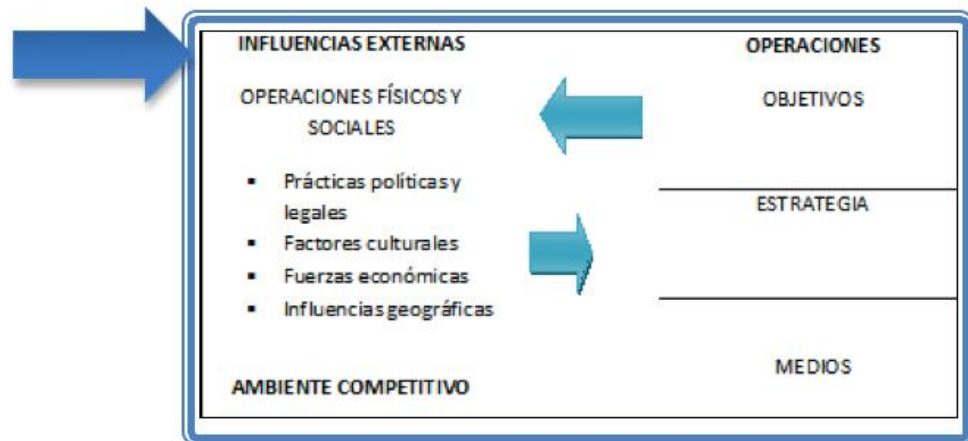 INFLUENCIAS EXTERNAS
OPERACIONES FÍSICOS Y
SOCIALES
▪ Prácticas políticas y
legales
▪ Factores culturales
▪ Fuerzas económicas
▪ Influencias geográficas
AMBIENTE COMPETITIVO
OPERACIONES
OBJETIVOS
ESTRATEGIA
MEDIOS